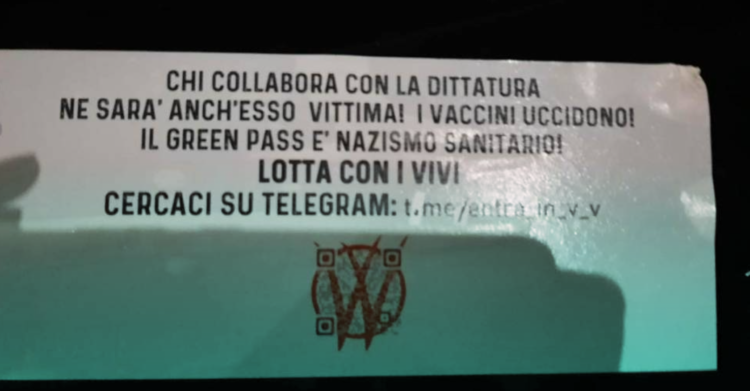 CHI COLLABORA CON LA DITTATURA
NE SARA' ANCH'ESSO VITTIMA! I VACCINI UCCIDONO!
IL GREEN PASS E' NAZISMO SANITARIO!
LOTTA CON I VIVI
CERCACI SU TELEGRAM: t.me/entra_in_v_v